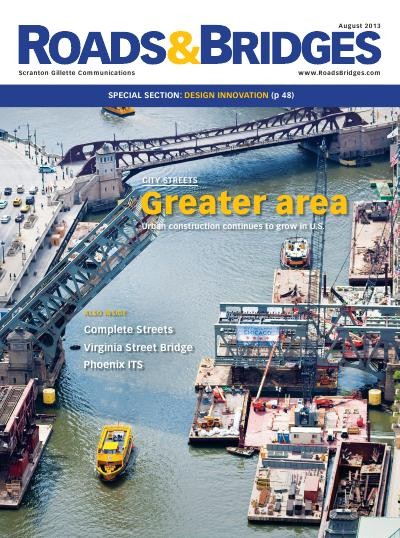 August 2013
ROADS&BRIDGES
Scranton Gillette Communications
www.RoadsBridges.com
SPECIAL SECTION: DESIGN INNOVATION (p 48)
CITY STREETS
Greater area
Urban construction continues to grow in U.S.
ALSO INSIDE
Complete Streets
Virginia Street Bridge
Phoenix ITS
CHICAGO